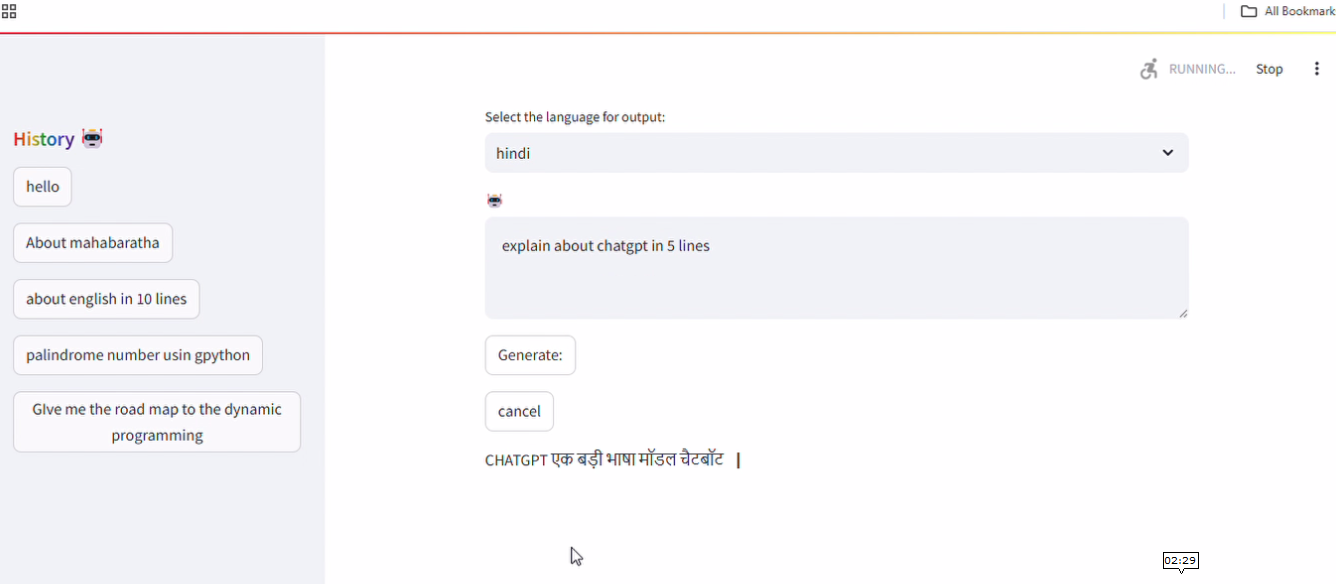 All Bookmark
RUNNING...
Stop
History
hello
About mahabaratha
about english in 10 lines
palindrome number usin gpython
GIve me the road map to the dynamic
programming
Select the language for output:
hindi
explain about chatgpt in 5 lines
Generate:
cancel
CHATGPT एक बड़ी भाषा मॉडल चैटबॉट
02:29